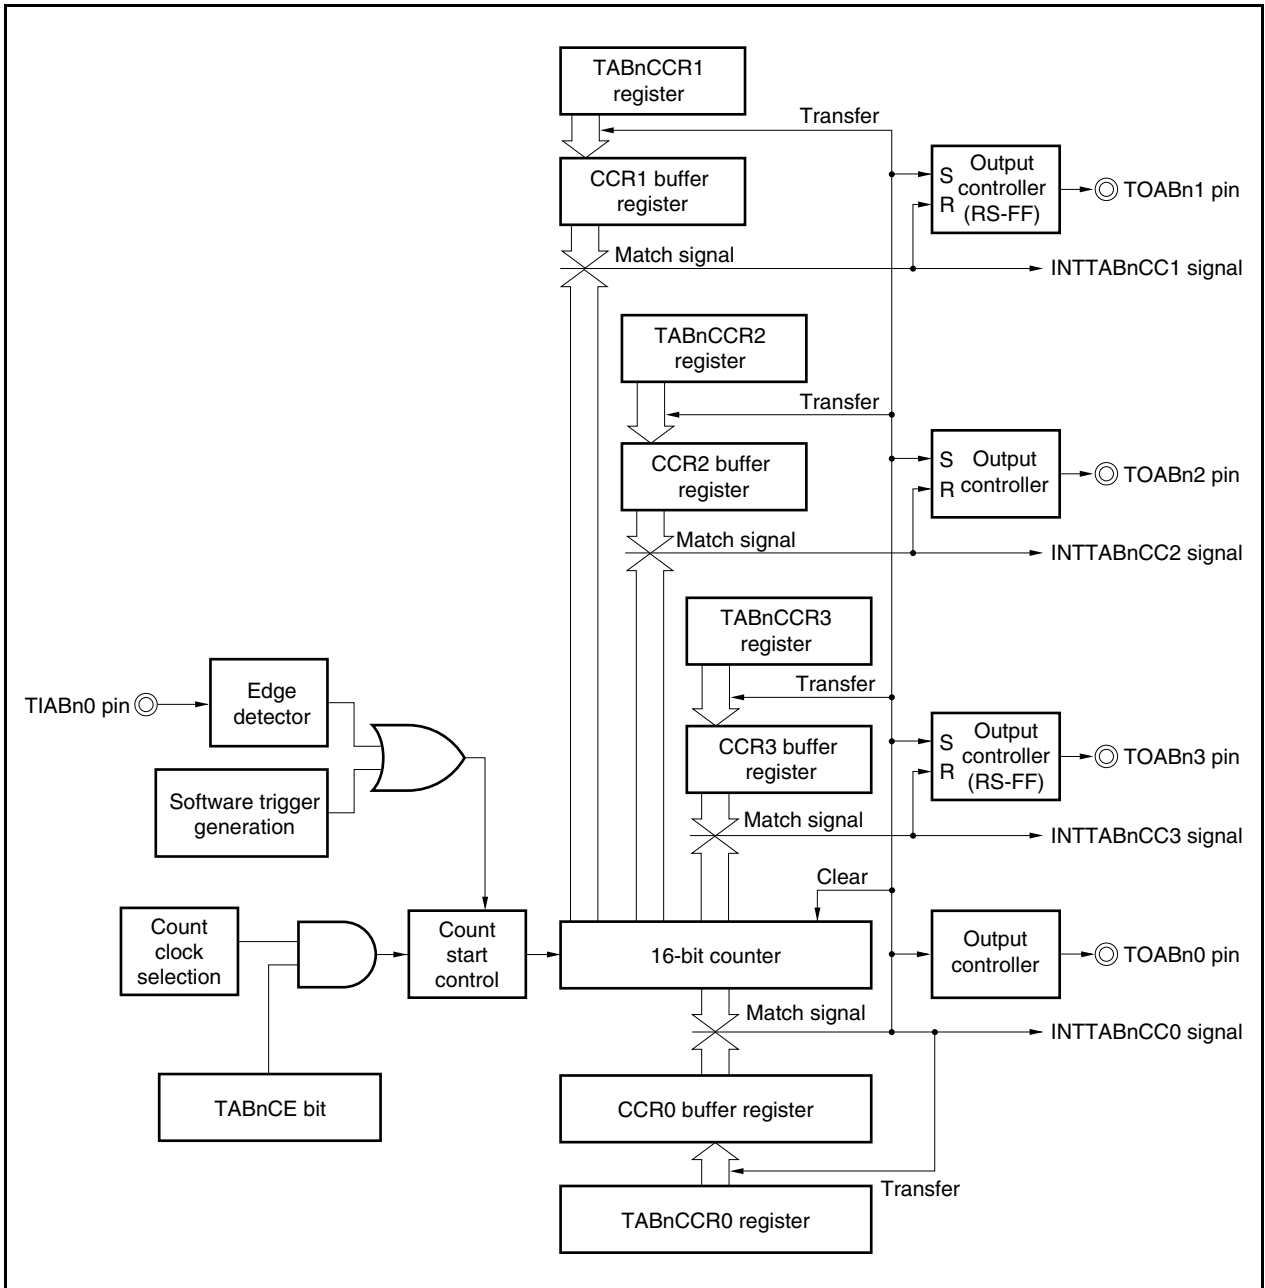 TABnCCR1
register
Transfer
CCR1 buffer
register
S
R
Output
controller
(RS-FF)
TOABn1 pin
Match signal
INTTABnCC1 signal
TABnCCR2
register
Transfer
CCR2 buffer
register
S
R
Output
controller
TOABn2 pin
Match signal
INTTABnCC2 signal
TABnCCR3
register
Transfer
CCR3 buffer
register
S
R
Output
controller
(RS-FF)
TOABn3 pin
Match signal
INTTABnCC3 signal
TIABn0 pin
Edge
detector
Software trigger
generation
Clear
Count
clock
selection
Count
start
control
16-bit counter
Output
controller
TOABn0 pin
Match signal
INTTABnCC0 signal
TABnCE bit
CCR0 buffer register
Transfer
TABnCCR0 register